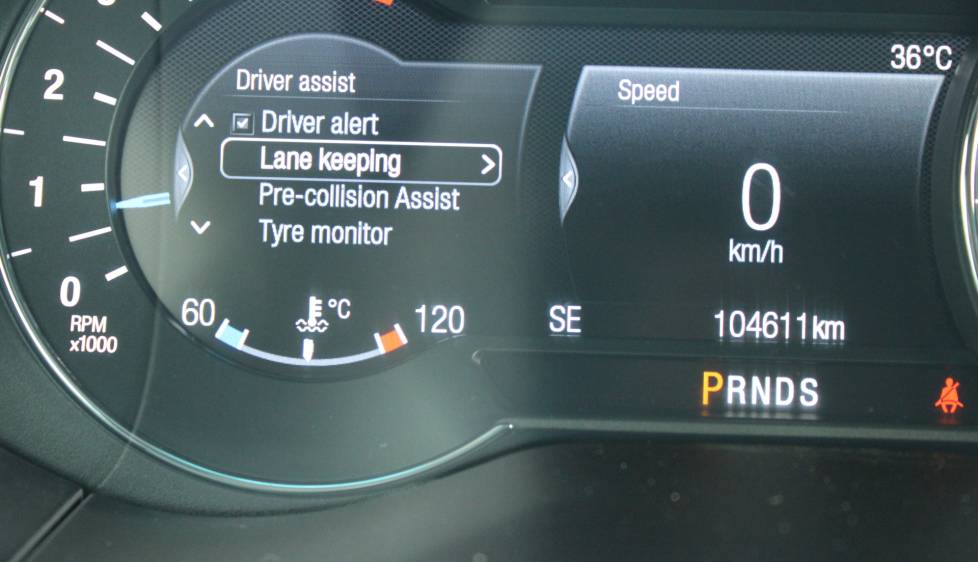 36°C
Driver assist
Speed
2
Driver alert
Lane keeping
Pre-collision Assist
Tyre monitor
1
0
km/h
0
RPM
x1000
60
°C
120
SE
104611km
PRNDS